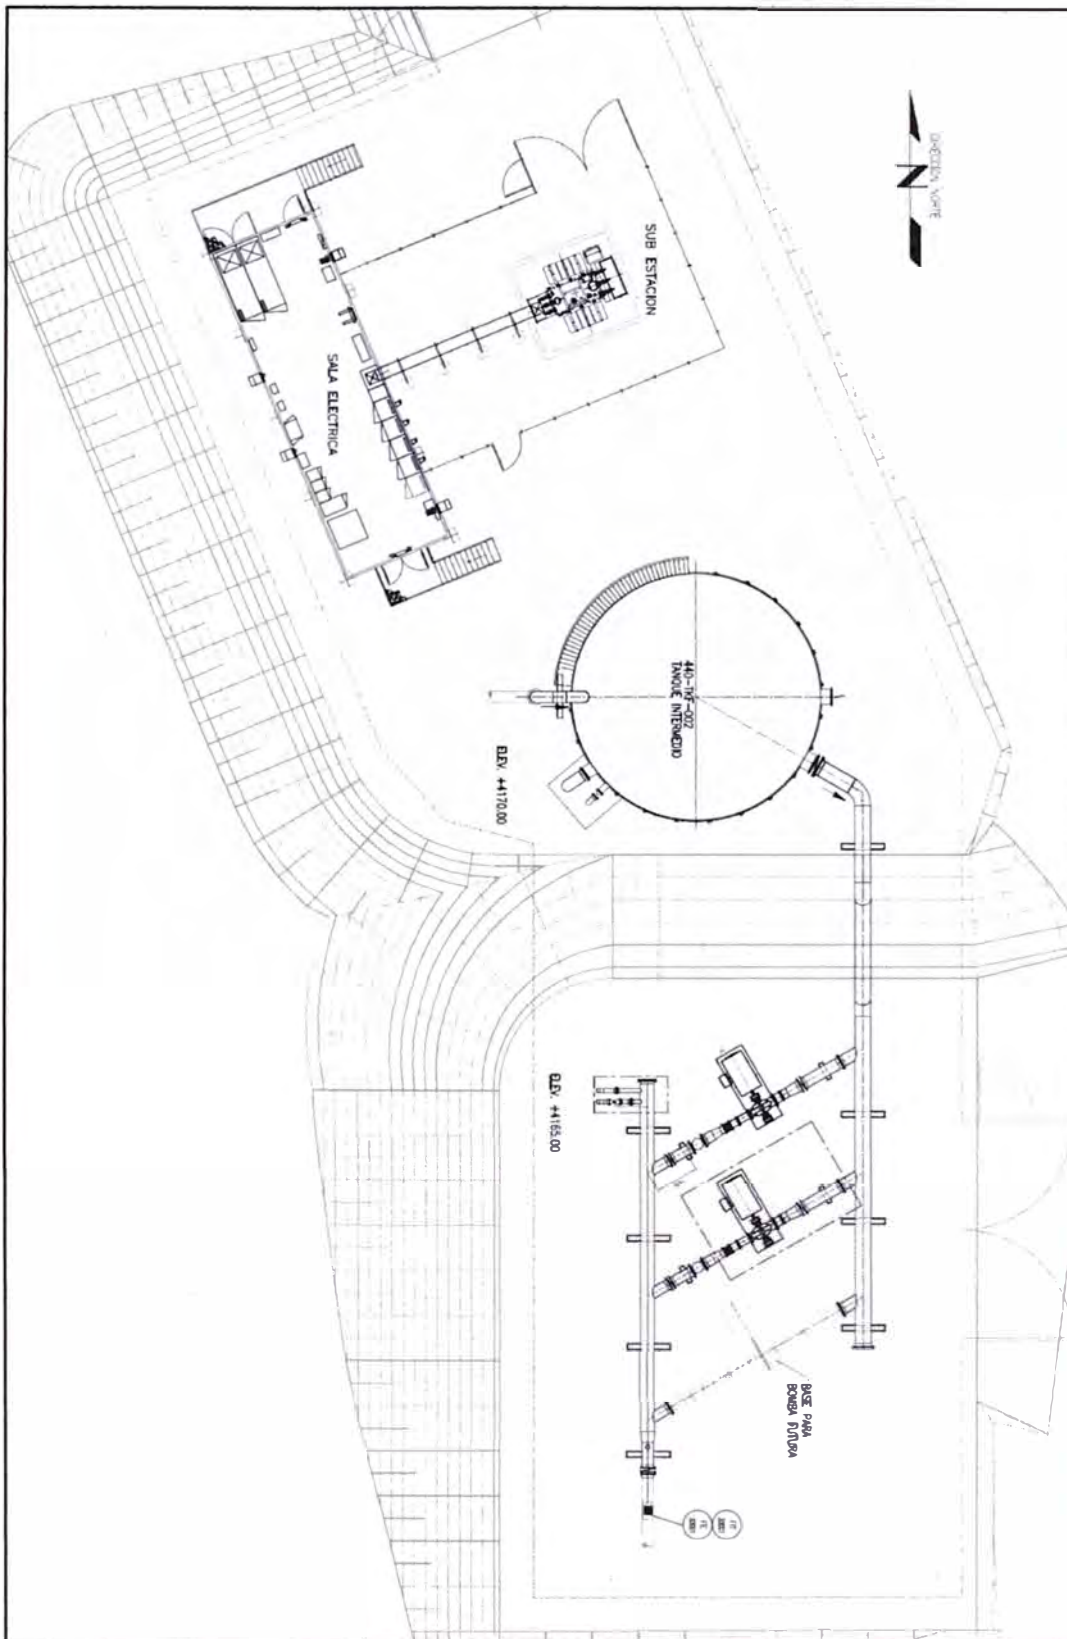 DIRECCION NORTE
N
SUB ESTACION
SALA ELECTRICA
440-TKF-002
TANQUE INTERMEDIO
ELEV. +4170.00
ELEV. +4165.00
BASE PARA
BOMBA FUTURA
FE